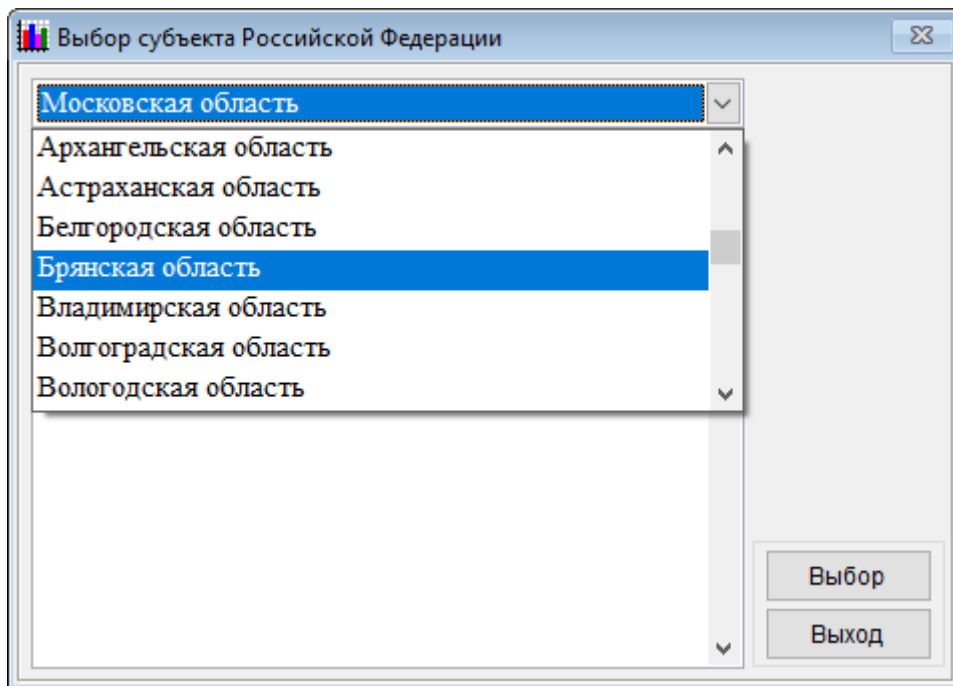 Выбор субъекта Российской Федерации
Московская область
Архангельская область
Астраханская область
Белгородская область
Брянская область
Владимирская область
Волгоградская область
Вологодская область
Выбор
Выход